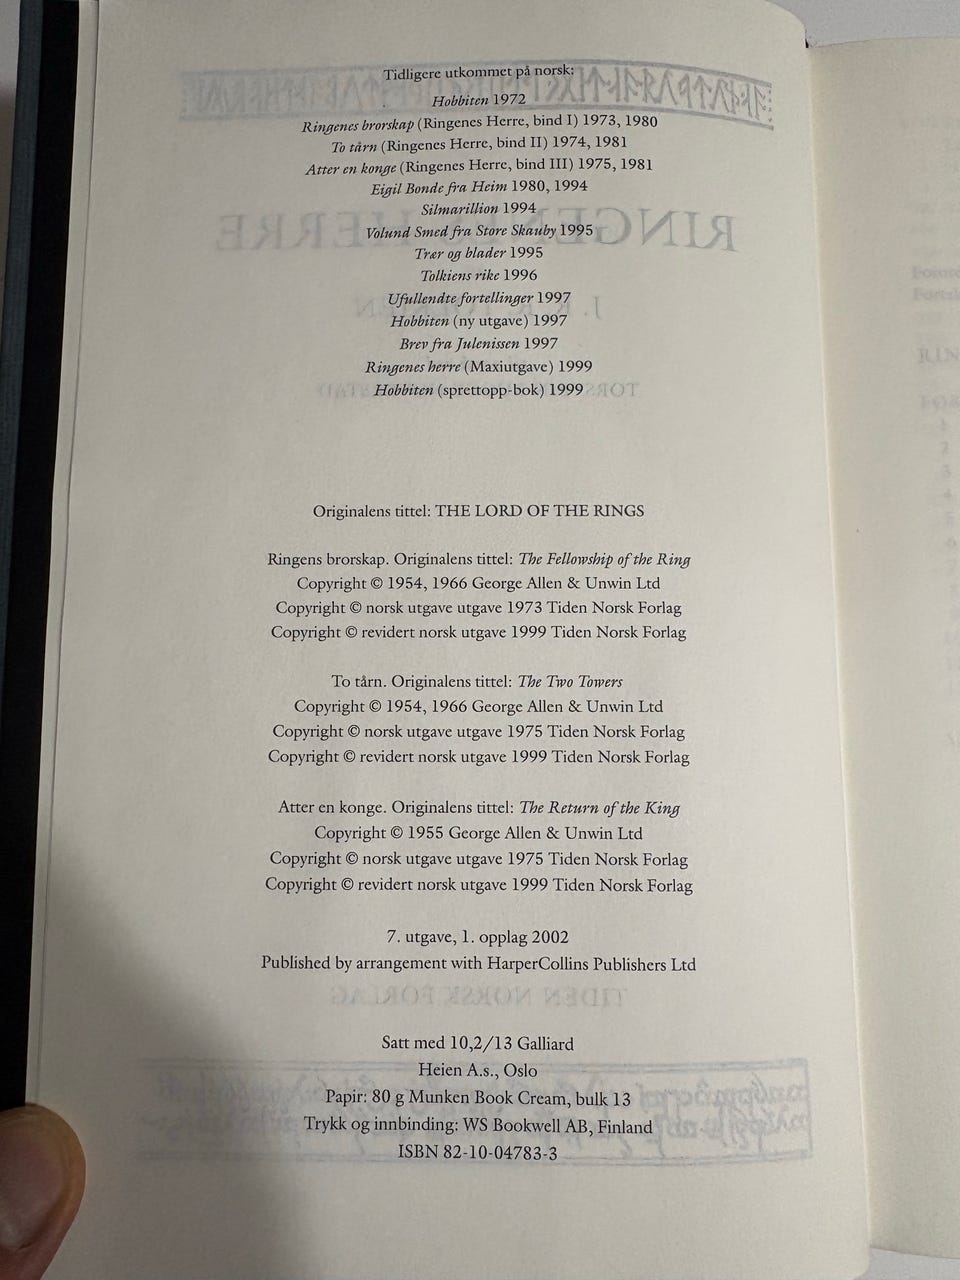 Tidligere utkommet på norsk:
Hobbiten 1972
Ringenes brorskap (Ringenes Herre, bind I) 1973, 1980
To tårn (Ringenes Herre, bind II) 1974, 1981
Atter en konge (Ringenes Herre, bind III) 1975, 1981
Eigil Bonde fra Heim 1980, 1994
Silmarillion 1994
Volund Smed fra Store Skauby 1995
Trær og blader 1995
Tolkiens rike 1996
Ufullendte fortellinger 1997
Hobbiten (ny utgave) 1997
Brev fra Julenissen 1997
Ringenes herre (Maxiutgave) 1999
Hobbiten (sprettopp-bok) 1999
Originalens tittel: THE LORD OF THE RINGS
Ringens brorskap. Originalens tittel: The Fellowship of the Ring
Copyright © 1954, 1966 George Allen & Unwin Ltd
Copyright © norsk utgave utgave 1973 Tiden Norsk Forlag
Copyright © revidert norsk utgave 1999 Tiden Norsk Forlag
To tårn. Originalens tittel: The Two Towers
Copyright © 1954, 1966 George Allen & Unwin Ltd
Copyright © norsk utgave utgave 1975 Tiden Norsk Forlag
Copyright © revidert norsk utgave 1999 Tiden Norsk Forlag
Atter en konge. Originalens tittel: The Return of the King
Copyright © 1955 George Allen & Unwin Ltd
Copyright © norsk utgave utgave 1975 Tiden Norsk Forlag
Copyright © revidert norsk utgave 1999 Tiden Norsk Forlag
7. utgave, 1. opplag 2002
Published by arrangement with HarperCollins Publishers Ltd
Satt med 10,2/13 Galliard
Heien A.s., Oslo
Papir: 80 g Munken Book Cream, bulk 13
Trykk og innbinding: WS Bookwell AB, Finland
ISBN 82-10-04783-3